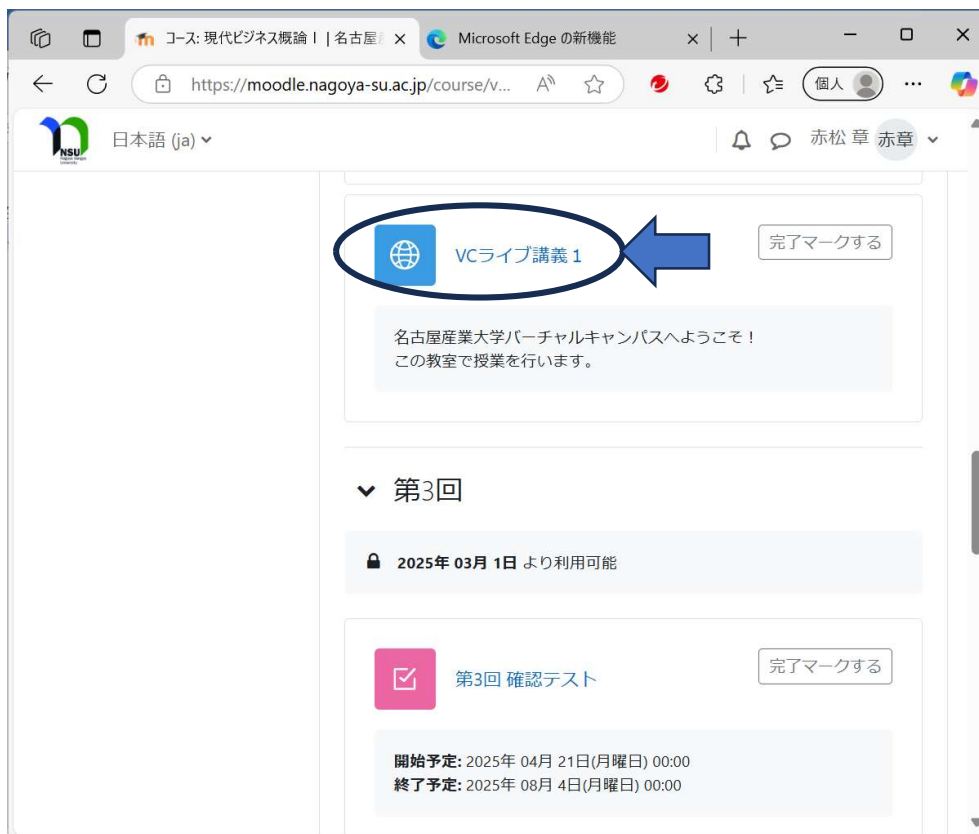 コース: 現代ビジネス概論Ⅰ | 名古屋
Microsoft Edge の新機能
https://moodle.nagoya-su.ac.jp/course/v...
個人
NSU
日本語 (ja)
赤松 章 赤章
VCライブ講義 1
完了マークする
名古屋産業大学バーチャルキャンパスへようこそ！
この教室で授業を行います。
第3回
2025年 03月 1日 より利用可能
第3回 確認テスト
完了マークする
開始予定: 2025年 04月 21日(月曜日) 00:00
終了予定: 2025年 08月 4日(月曜日) 00:00